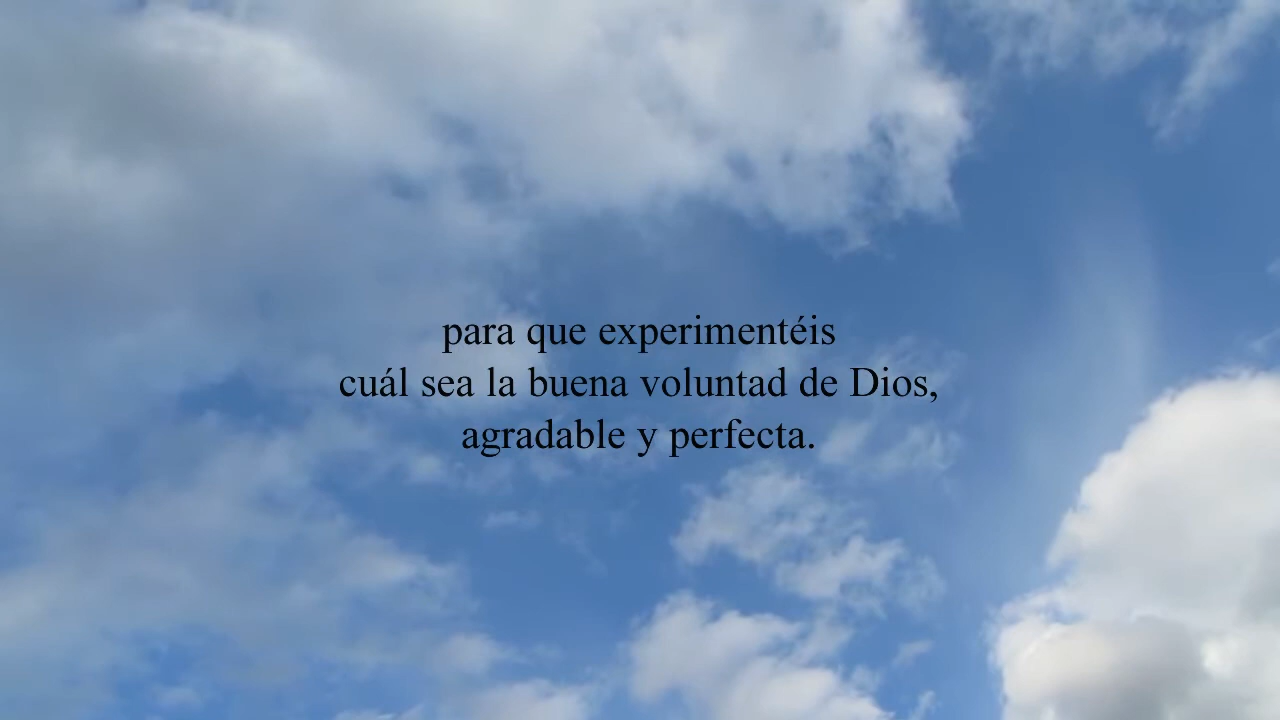 para que experimentéis
cuál sea la buena voluntad de Dios,
agradable y perfecta.